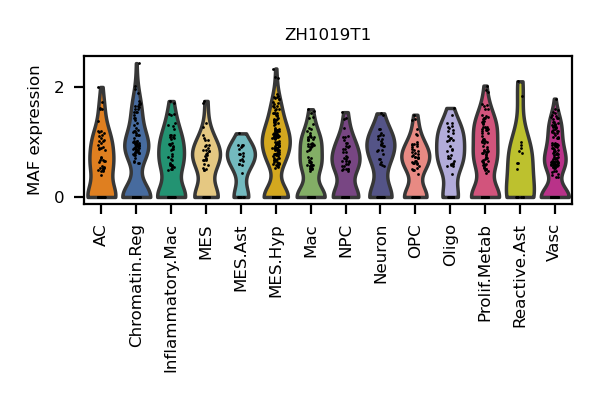 ZH1019T1
MAF expression
2
0
AC
Chromatin.Reg
Inflammatory.Mac
MES
MES.Ast
MES.Hyp
Mac
NPC
Neuron
OPC
Oligo
Prolif.Metab
Reactive.Ast
Vasc